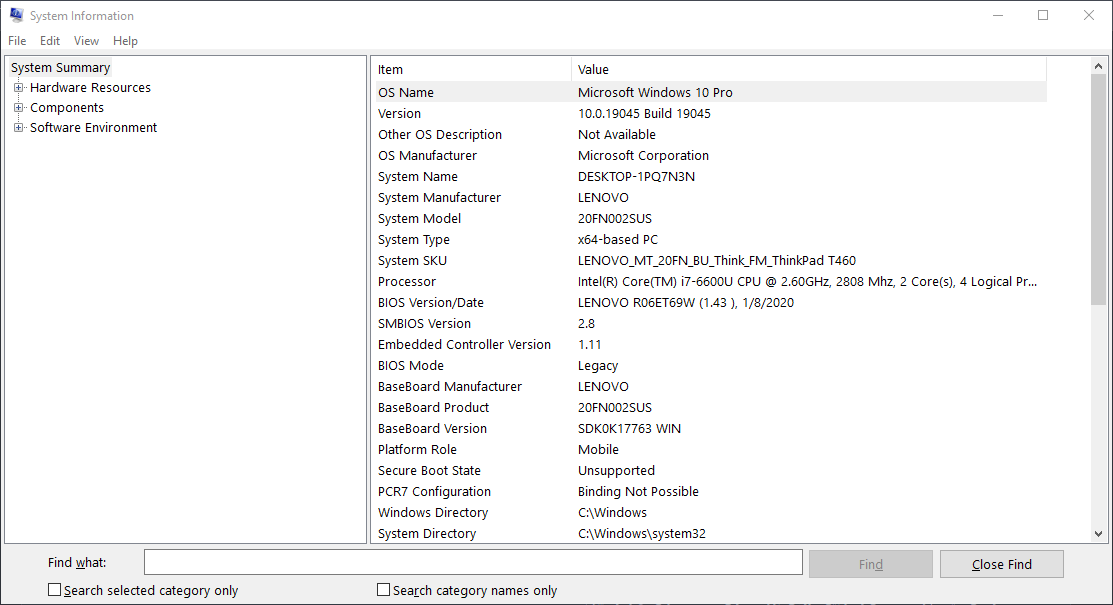 System Information
File Edit View Help
System Summary
Hardware Resources
Components
Software Environment
Item Value
OS Name Microsoft Windows 10 Pro
Version 10.0.19045 Build 19045
Other OS Description Not Available
OS Manufacturer Microsoft Corporation
System Name DESKTOP-1PQ7N3N
System Manufacturer LENOVO
System Model 20FN002SUS
System Type x64-based PC
System SKU LENOVO_MT_20FN_BU_Think_FM_ThinkPad T460
Processor Intel(R) Core(TM) i7-6600U CPU @ 2.60GHz, 2808 Mhz, 2 Core(s), 4 Logical Pr...
BIOS Version/Date LENOVO R06ET69W (1.43 ), 1/8/2020
SMBIOS Version 2.8
Embedded Controller Version 1.11
BIOS Mode Legacy
BaseBoard Manufacturer LENOVO
BaseBoard Product 20FN002SUS
BaseBoard Version SDK0K17763 WIN
Platform Role Mobile
Secure Boot State Unsupported
PCR7 Configuration Binding Not Possible
Windows Directory C:\Windows
System Directory C:\Windows\system32
Find what: Find Close Find
Search selected category only Search category names only